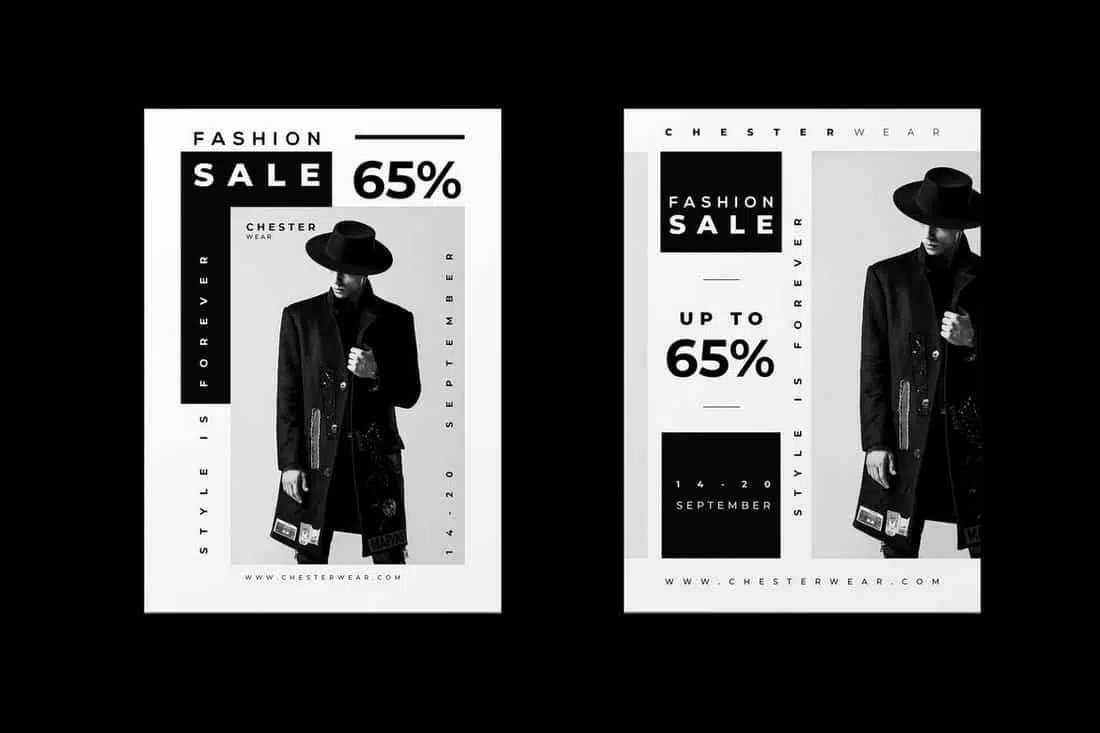 FASHION
SALE
65%
CHESTER
WEAR
STYLE IS FOREVER
14-20 SEPTEMBER
WWW.CHESTERWEAR.COM
CHESTERWEAR
FASHION
SALE
UP TO
65%
STYLE IS FOREVER
14-20
SEPTEMBER
WWW.CHESTERWEAR.COM